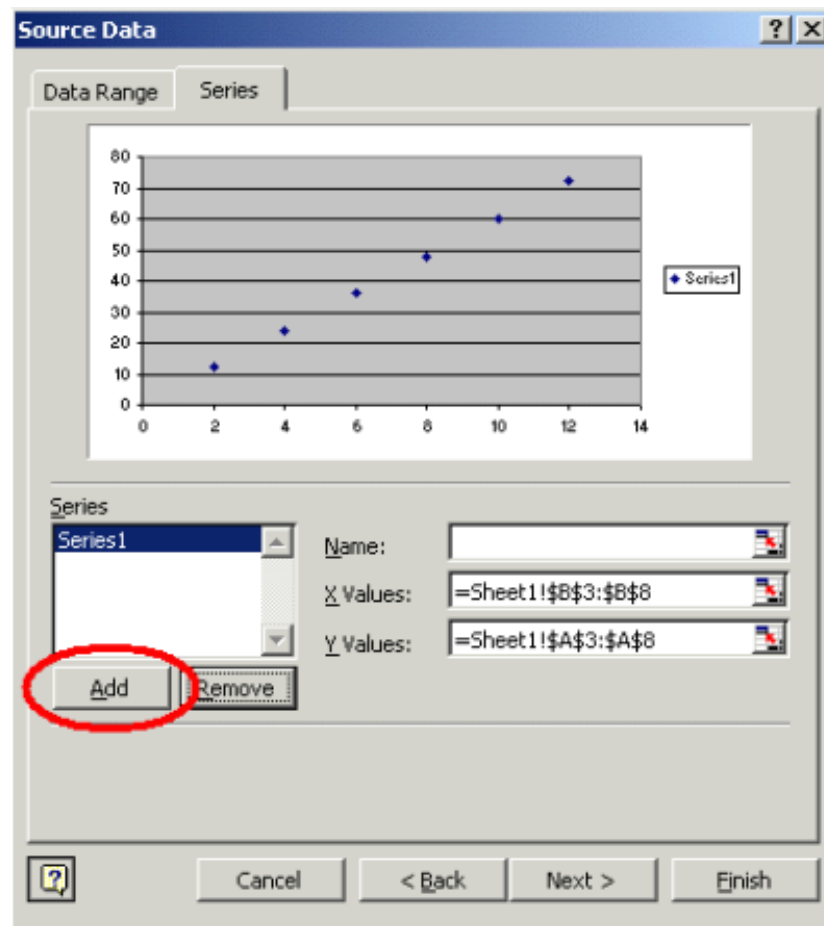 Source Data
Data Range Series
80
70
60
50
40
30
20
10
0
0 2 4 6 8 10 12 14
Series1
Series
Series1
Name:
X Values: =Sheet1!$B$3:$B$8
Y Values: =Sheet1!$A$3:$A$8
Add Remove
Cancel < Back Next > Finish